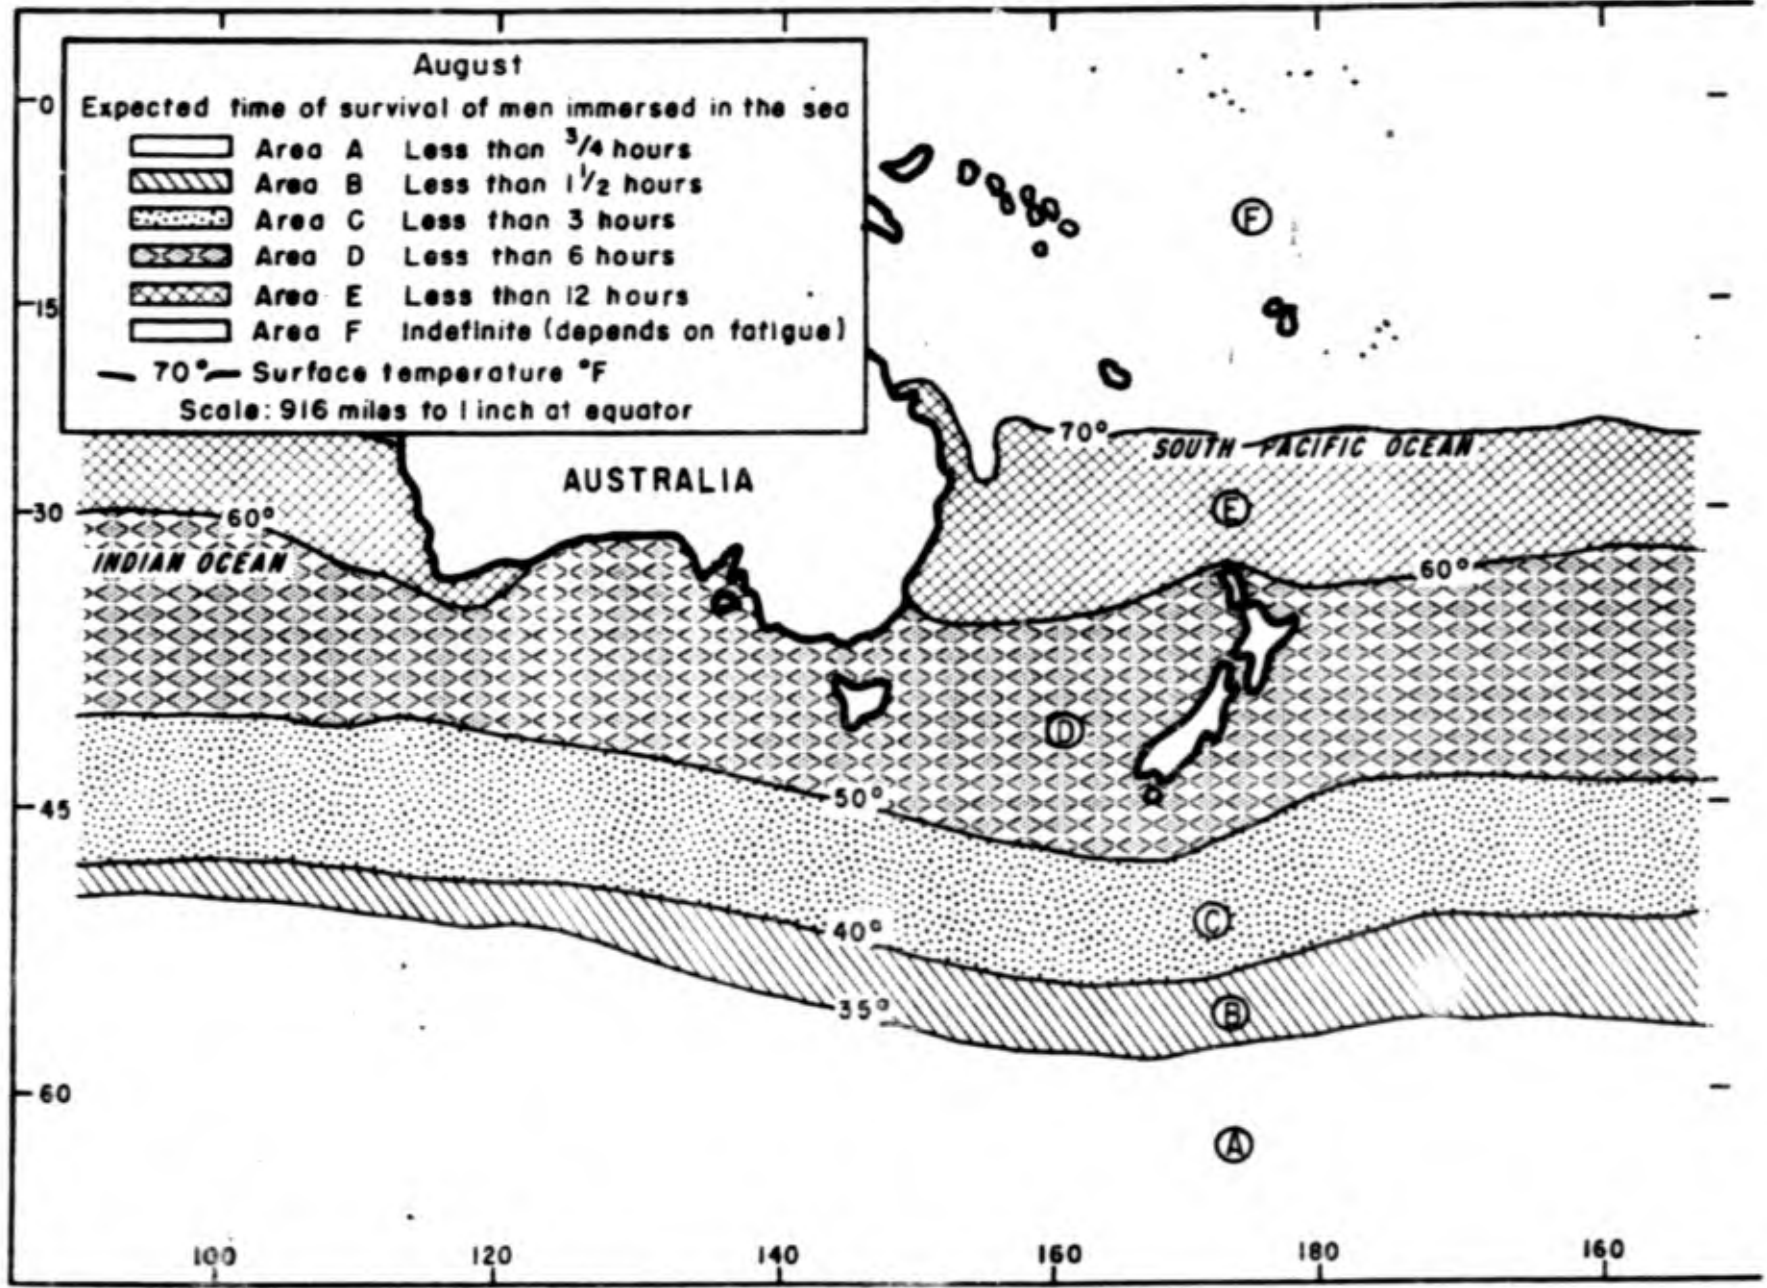 August
Expected time of survival of men immersed in the sea
Area A Less than 3/4 hours
Area B Less than 1 1/2 hours
Area C Less than 3 hours
Area D Less than 6 hours
Area E Less than 12 hours
Area F Indefinite (depends on fatigue)
70° Surface temperature °F
Scale: 916 miles to 1 inch at equator
0
15
30
45
60
F
70°
SOUTH PACIFIC OCEAN
AUSTRALIA
E
60°
INDIAN OCEAN
60°
D
50°
C
40°
35°
B
A
100
120
140
160
180
160